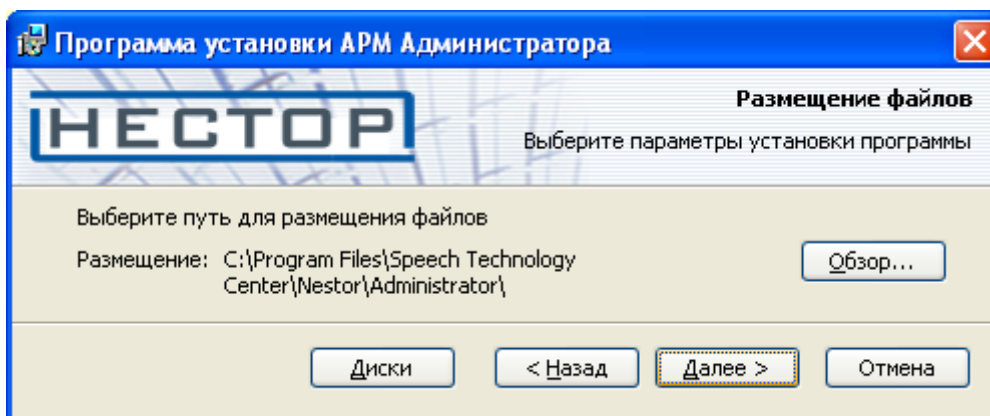 Программа установки АРМ Администратора
НЕСТОР
Размещение файлов
Выберите параметры установки программы
Выберите путь для размещения файлов
Размещение: C:\Program Files\Speech Technology
Center\Nestor\Administrator\
Обзор...
Диски
< Назад
Далее >
Отмена